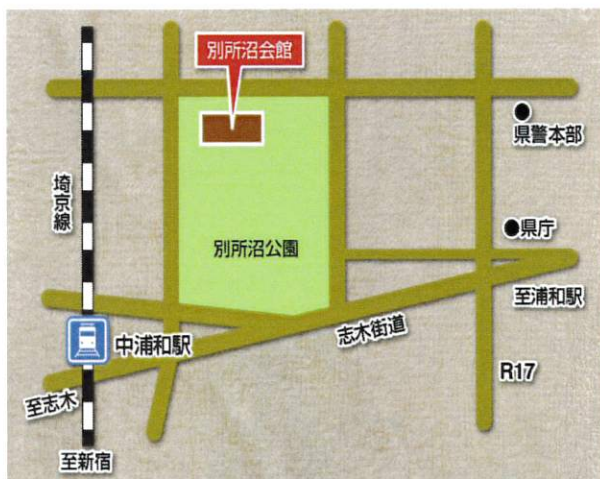 別所沼会館
県警本部
埼京線
県庁
別所沼公園
至浦和駅
志木街道
中浦和駅
R17
至志木
至新宿